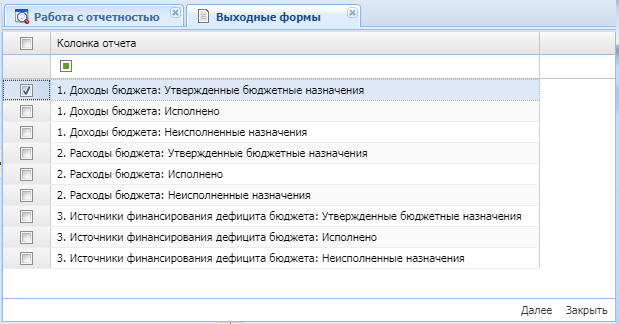 Работа с отчетностью
Выходные формы
Колонка отчета
1. Доходы бюджета: Утвержденные бюджетные назначения
1. Доходы бюджета: Исполнено
1. Доходы бюджета: Неисполненные назначения
2. Расходы бюджета: Утвержденные бюджетные назначения
2. Расходы бюджета: Исполнено
2. Расходы бюджета: Неисполненные назначения
3. Источники финансирования дефицита бюджета: Утвержденные бюджетные назначения
3. Источники финансирования дефицита бюджета: Исполнено
3. Источники финансирования дефицита бюджета: Неисполненные назначения
Далее Закрыть